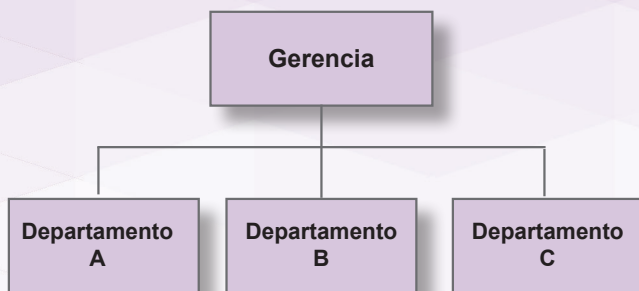 Gerencia
Departamento
A
Departamento
B
Departamento
C